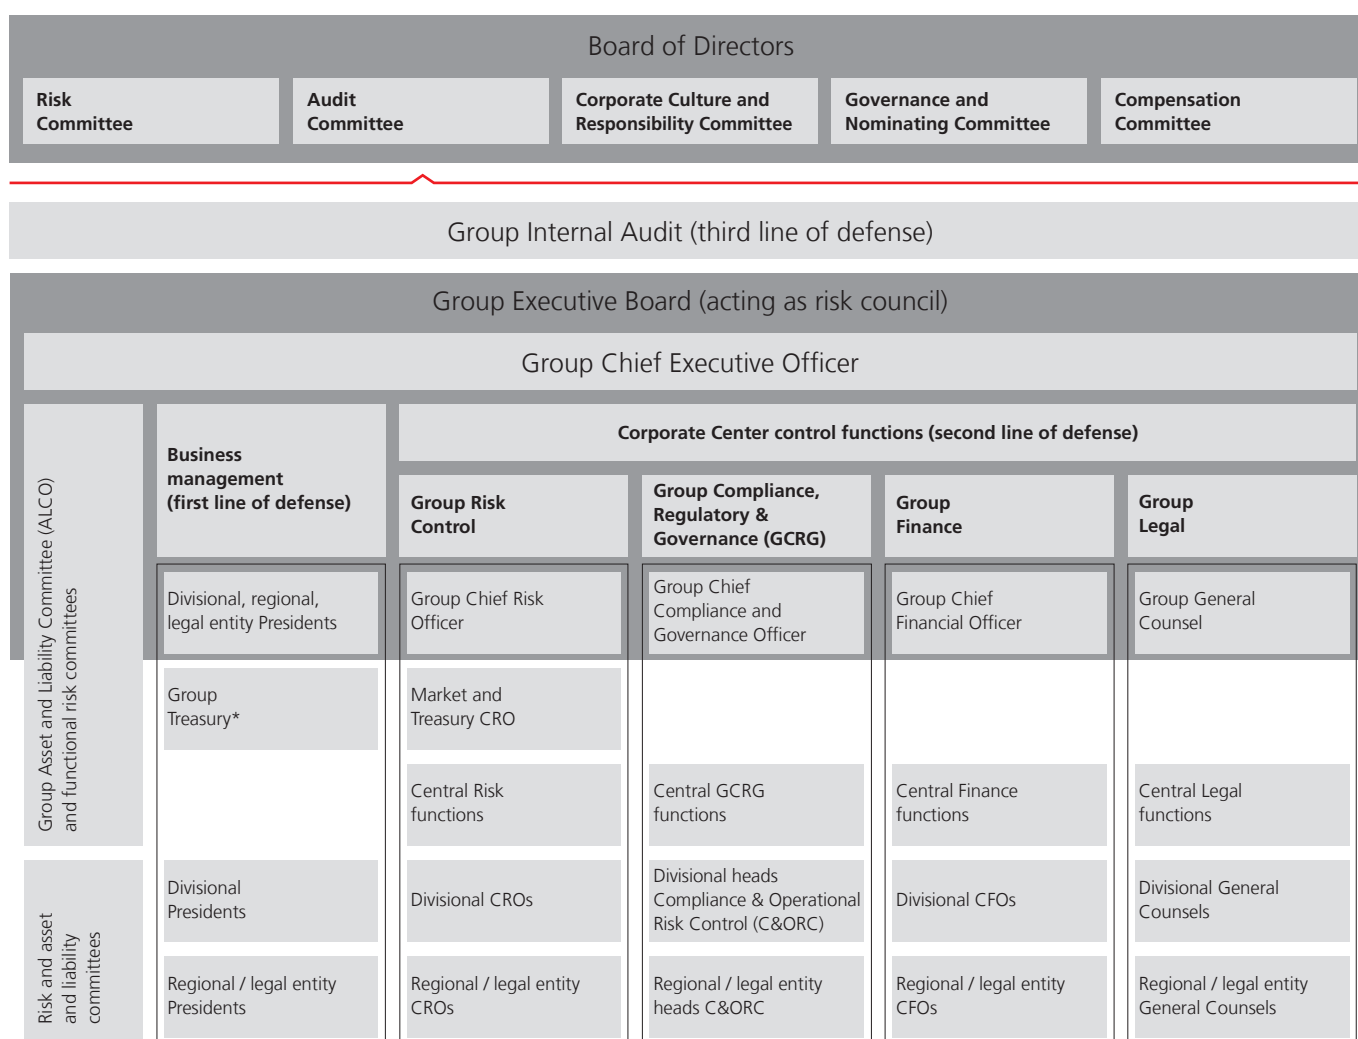 Board of Directors
Risk
Committee
Audit
Committee
Corporate Culture and
Responsibility Committee
Governance and
Nominating Committee
Compensation
Committee
Group Internal Audit (third line of defense)
Group Executive Board (acting as risk council)
Group Chief Executive Officer
Group Asset and Liability Committee (ALCO)
and functional risk committees
Business
management
(first line of defense)
Corporate Center control functions (second line of defense)
Group Risk
Control
Group Compliance,
Regulatory &
Governance (GCRG)
Group
Finance
Group
Legal
Divisional, regional,
legal entity Presidents
Group Chief Risk
Officer
Group Chief
Compliance and
Governance Officer
Group Chief
Financial Officer
Group General
Counsel
Group
Treasury*
Market and
Treasury CRO
Central Risk
functions
Central GCRG
functions
Central Finance
functions
Central Legal
functions
Risk and asset
and liability
committees
Divisional
Presidents
Divisional CROs
Divisional heads
Compliance & Operational
Risk Control (C&ORC)
Divisional CFOs
Divisional General
Counsels
Regional / legal entity
Presidents
Regional / legal entity
CROs
Regional / legal entity
heads C&ORC
Regional / legal entity
CFOs
Regional / legal entity
General Counsels